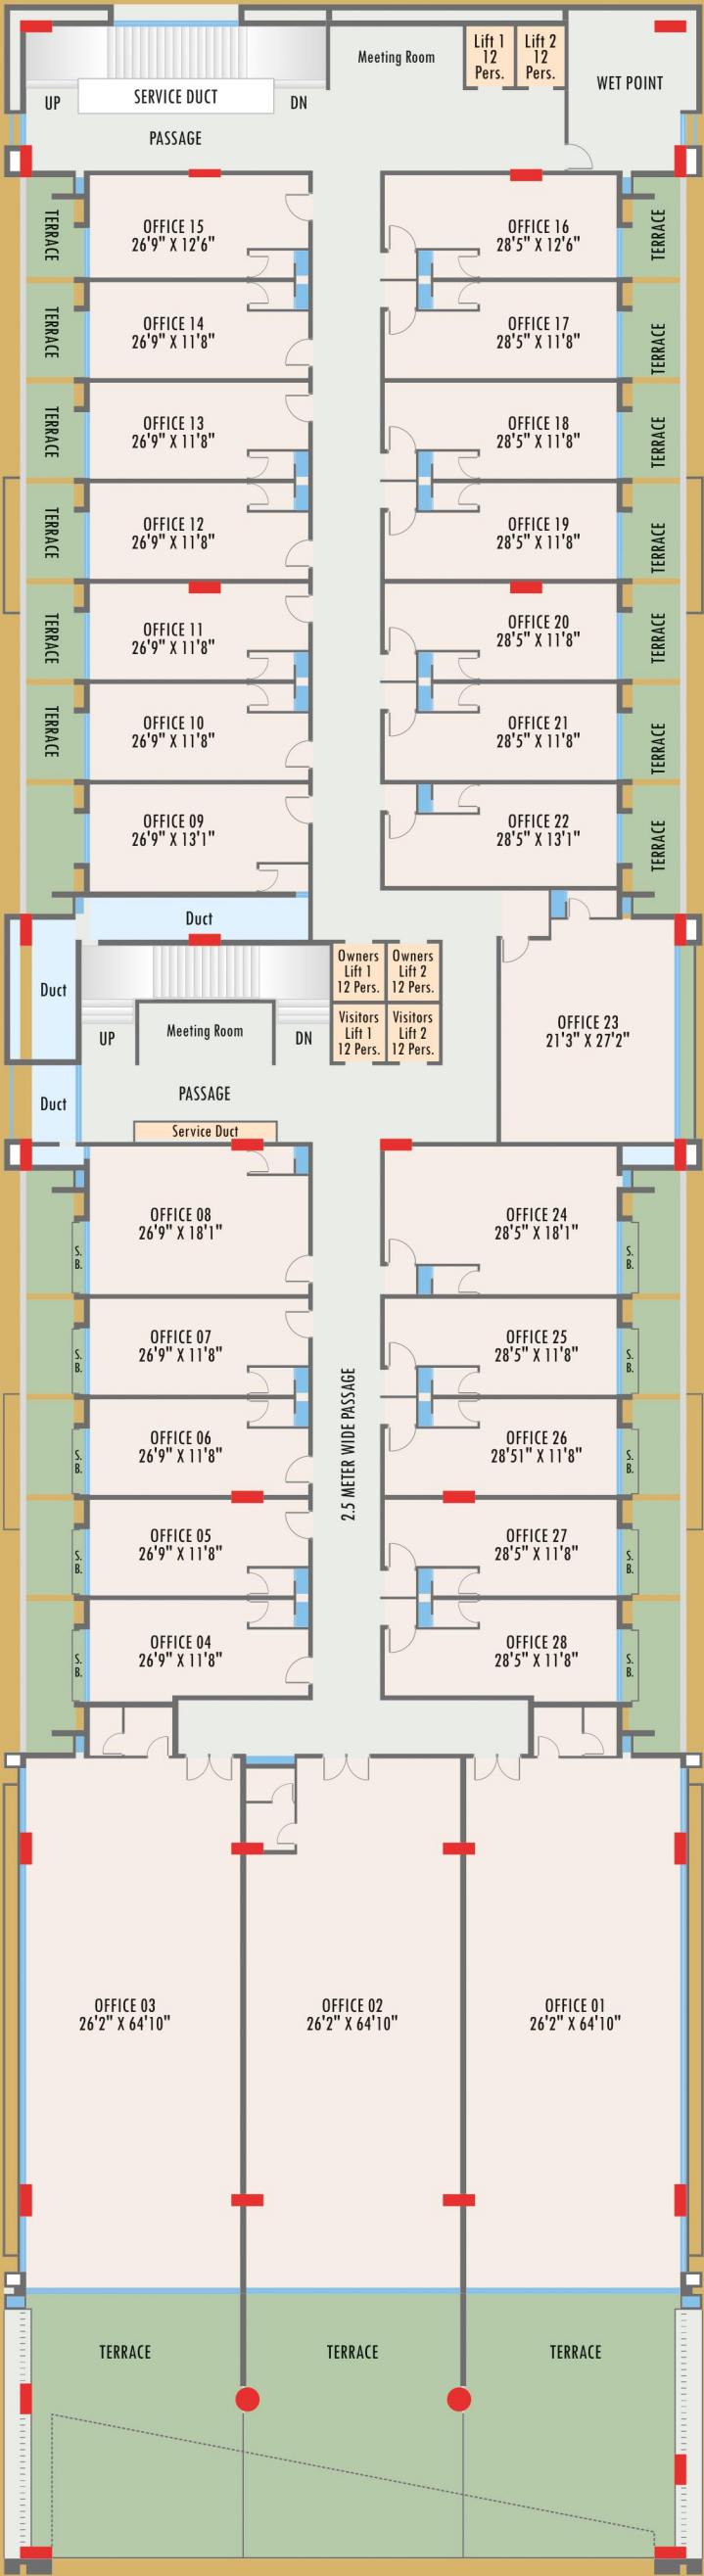 Meeting Room
Lift 1
12
Pers.
Lift 2
12
Pers.
WET POINT
UP
SERVICE DUCT
DN
PASSAGE
TERRACE
OFFICE 15
26'9" X 12'6"
OFFICE 16
28'5" X 12'6"
TERRACE
TERRACE
OFFICE 14
26'9" X 11'8"
OFFICE 17
28'5" X 11'8"
TERRACE
TERRACE
OFFICE 13
26'9" X 11'8"
OFFICE 18
28'5" X 11'8"
TERRACE
TERRACE
OFFICE 12
26'9" X 11'8"
OFFICE 19
28'5" X 11'8"
TERRACE
TERRACE
OFFICE 11
26'9" X 11'8"
OFFICE 20
28'5" X 11'8"
TERRACE
TERRACE
OFFICE 10
26'9" X 11'8"
OFFICE 21
28'5" X 11'8"
TERRACE
OFFICE 09
26'9" X 13'1"
OFFICE 22
28'5" X 13'1"
TERRACE
Duct
Duct
Owners
Lift 1
12 Pers.
Owners
Lift 2
12 Pers.
UP
Meeting Room
DN
Visitors
Lift 1
12 Pers.
Visitors
Lift 2
12 Pers.
OFFICE 23
21'3" X 27'2"
Duct
PASSAGE
Service Duct
OFFICE 08
26'9" X 18'1"
OFFICE 24
28'5" X 18'1"
S.
B.
S.
B.
OFFICE 07
26'9" X 11'8"
OFFICE 25
28'5" X 11'8"
S.
B.
S.
B.
2.5 METER WIDE PASSAGE
OFFICE 06
26'9" X 11'8"
OFFICE 26
28'51" X 11'8"
S.
B.
S.
B.
OFFICE 05
26'9" X 11'8"
OFFICE 27
28'5" X 11'8"
S.
B.
S.
B.
OFFICE 04
26'9" X 11'8"
OFFICE 28
28'5" X 11'8"
S.
B.
S.
B.
OFFICE 03
26'2" X 64'10"
OFFICE 02
26'2" X 64'10"
OFFICE 01
26'2" X 64'10"
TERRACE
TERRACE
TERRACE